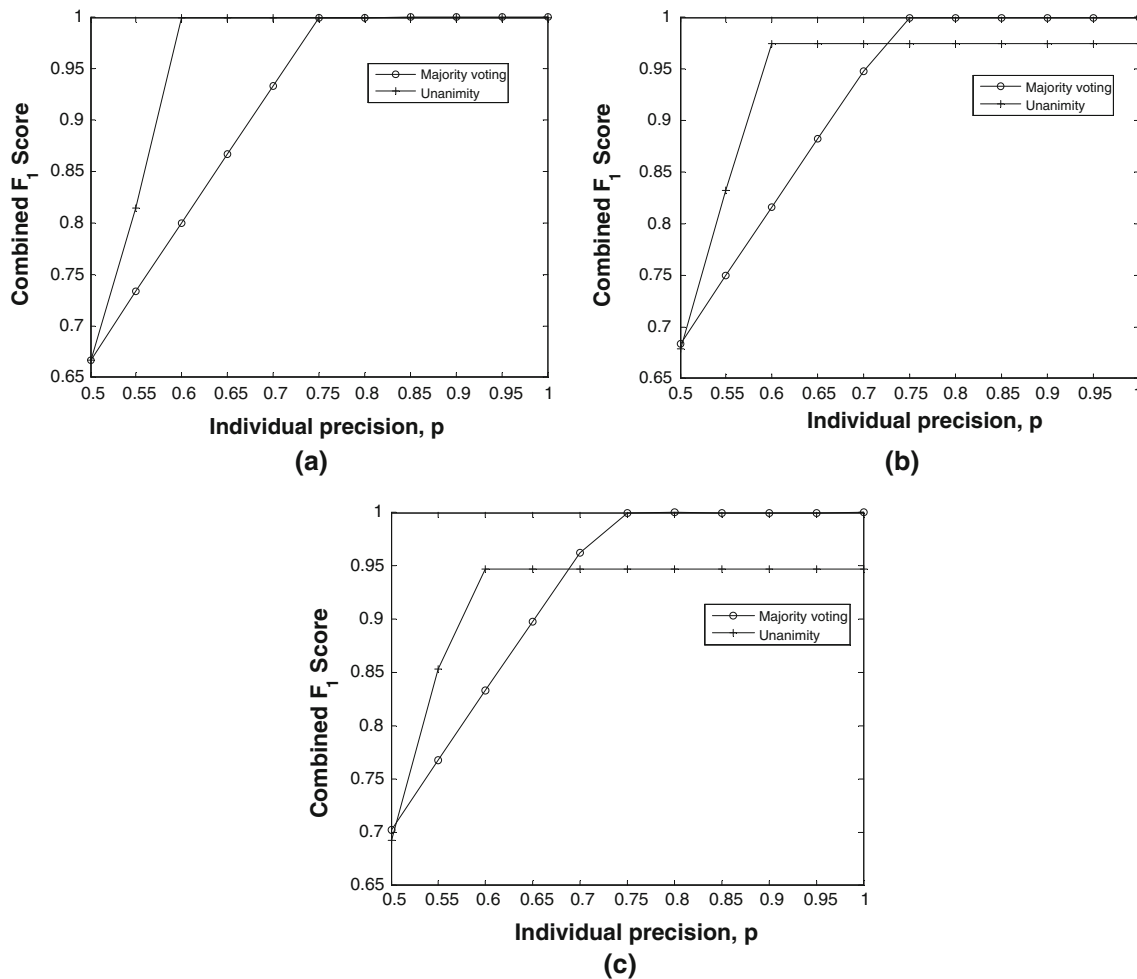 1
0.95
0.9
0.85
0.8
0.75
0.7
0.65
Combined F1 Score
Majority voting
Unanimity
0.5 0.55 0.6 0.65 0.7 0.75 0.8 0.85 0.9 0.95 1
Individual precision, p
(a)
1
0.95
0.9
0.85
0.8
0.75
0.7
0.65
Combined F1 Score
Majority voting
Unanimity
0.5 0.55 0.6 0.65 0.7 0.75 0.8 0.85 0.9 0.95 1
Individual precision, p
(b)
1
0.95
0.9
0.85
0.8
0.75
0.7
0.65
Combined F1 Score
Majority voting
Unanimity
0.5 0.55 0.6 0.65 0.7 0.75 0.8 0.85 0.9 0.95 1
Individual precision, p
(c)